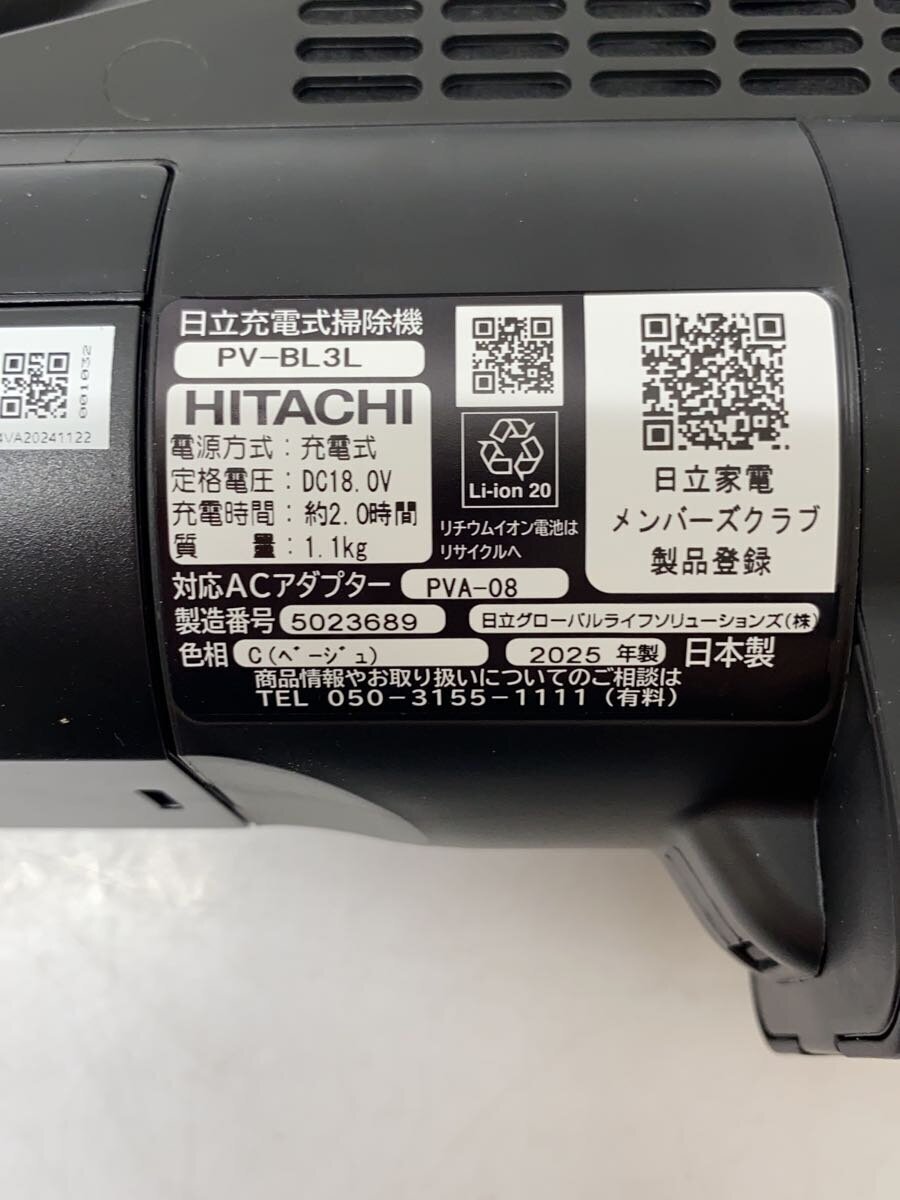 日立充電式掃除機
PV-BL3L
HITACHI
電源方式：充電式
定格電圧：DC18.0V
充電時間：約2.0時間
質 量：1.1kg
Li-ion 20
リチウムイオン電池は
リサイクルへ
日立家電
メンバーズクラブ
製品登録
対応ACアダプター PVA-08
製造番号 5023689 日立グローバルライフソリューションズ(株)
色相 C(ﾍﾞｰｼﾞｭ) 2025 年製 日本製
商品情報やお取り扱いについてのご相談は
TEL 050-3155-1111(有料)
001032